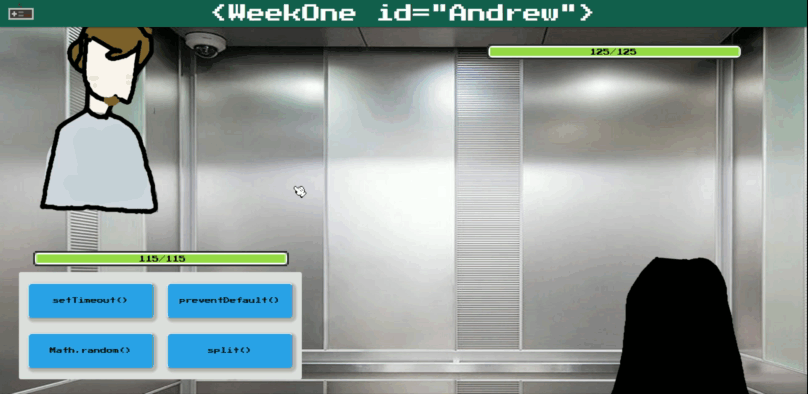 <WeekOne id="Andrew">
125/125
115/115
setTimeout()
preventDefault()
Math.random()
split()